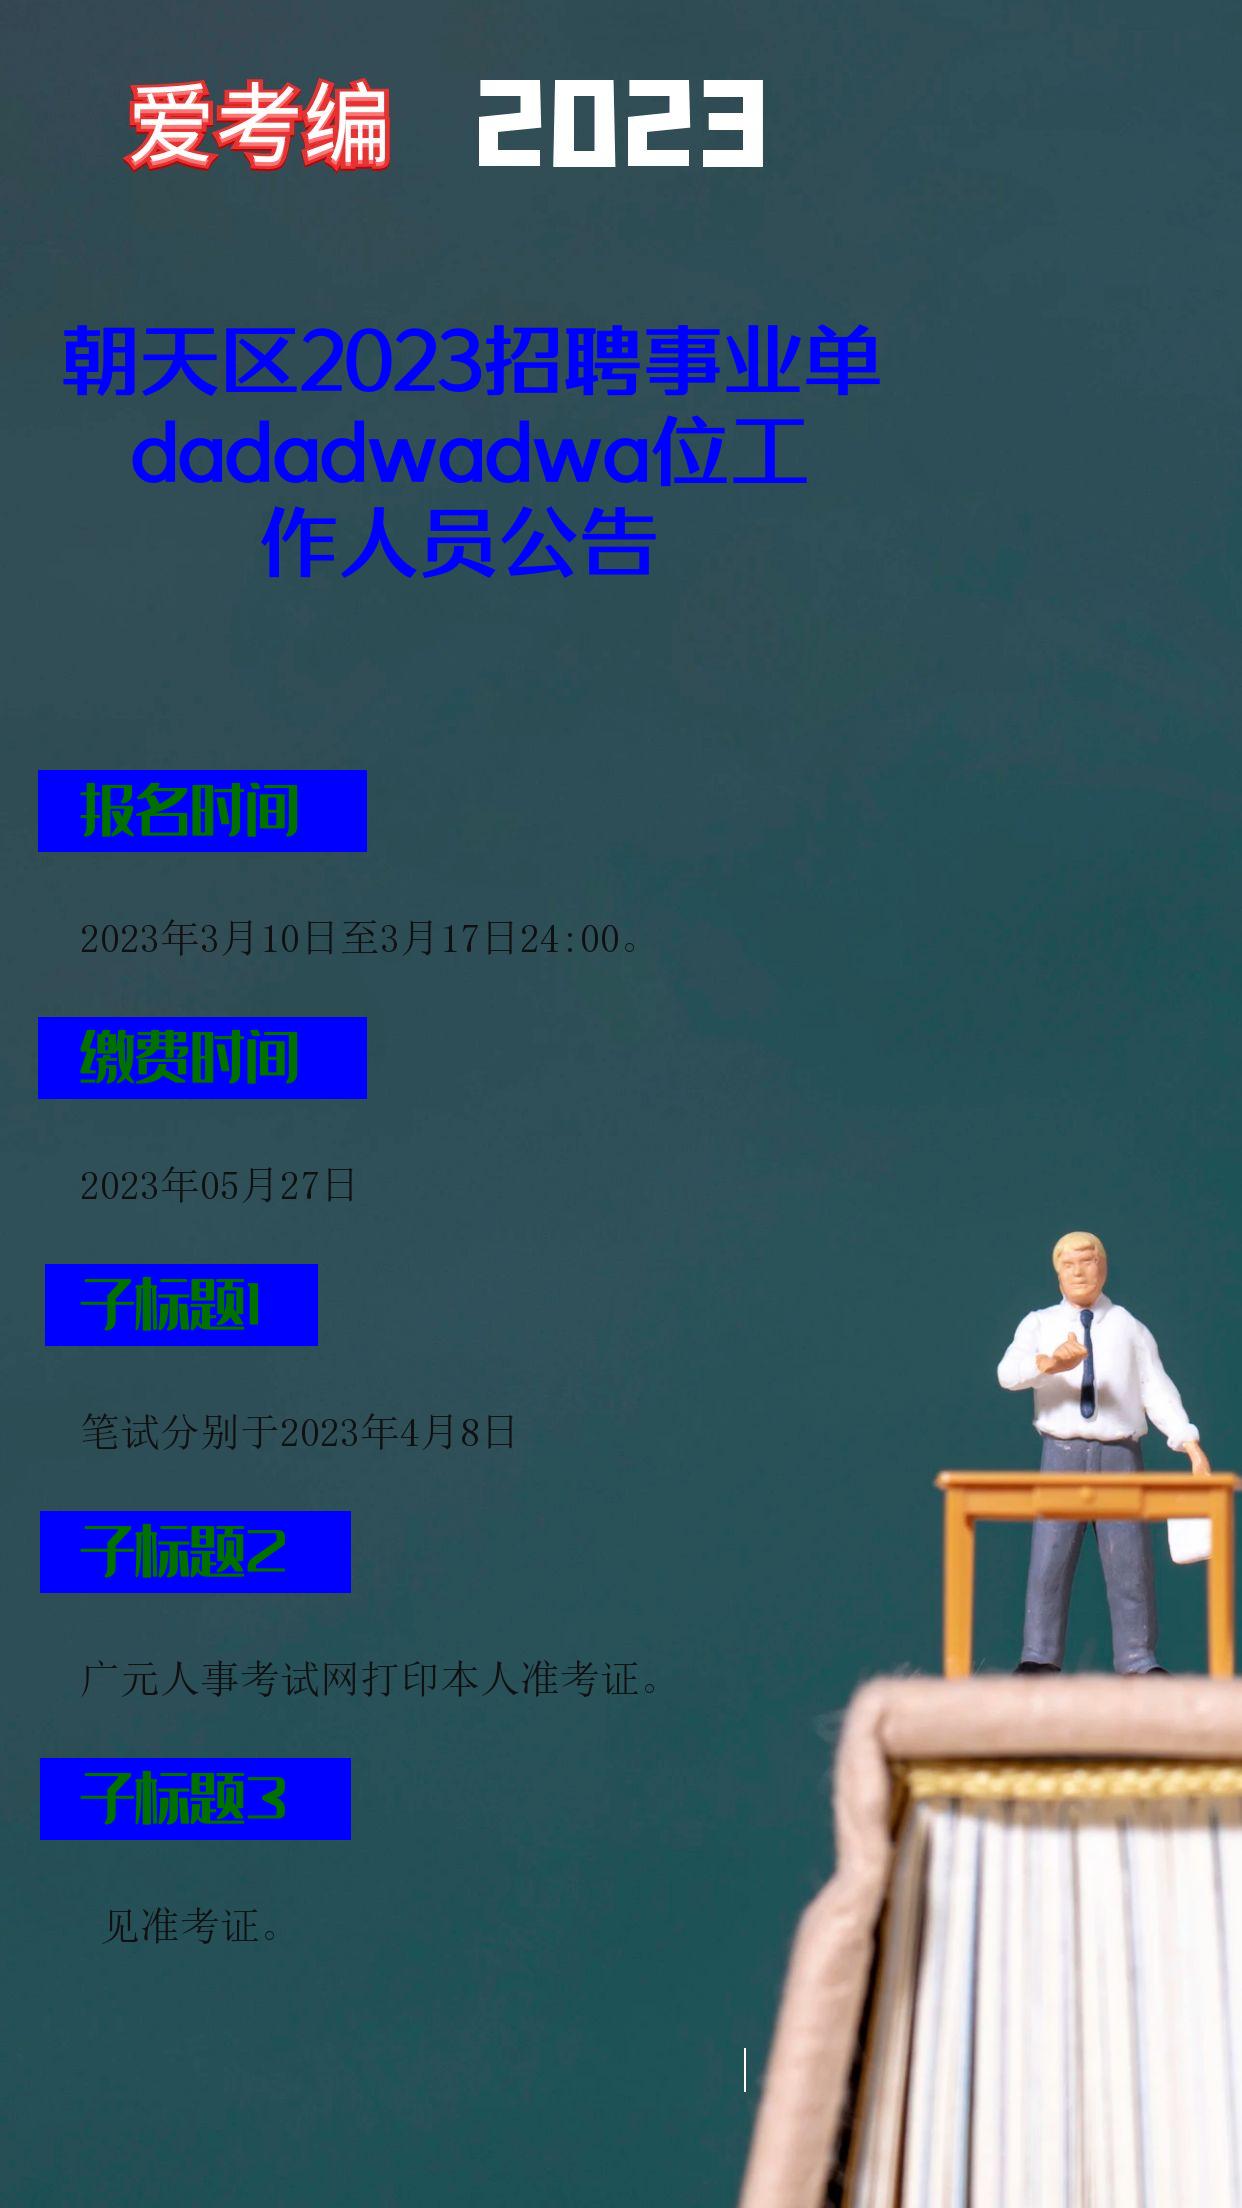 爱考编 2023
朝天区2023招聘事业单
dadadwadwa位工
作人员公告
报名时间
2023年3月10日至3月17日24:00。
缴费时间
2023年05月27日
子标题1
笔试分别于2023年4月8日
子标题2
广元人事考试网打印本人准考证。
子标题3
见准考证。